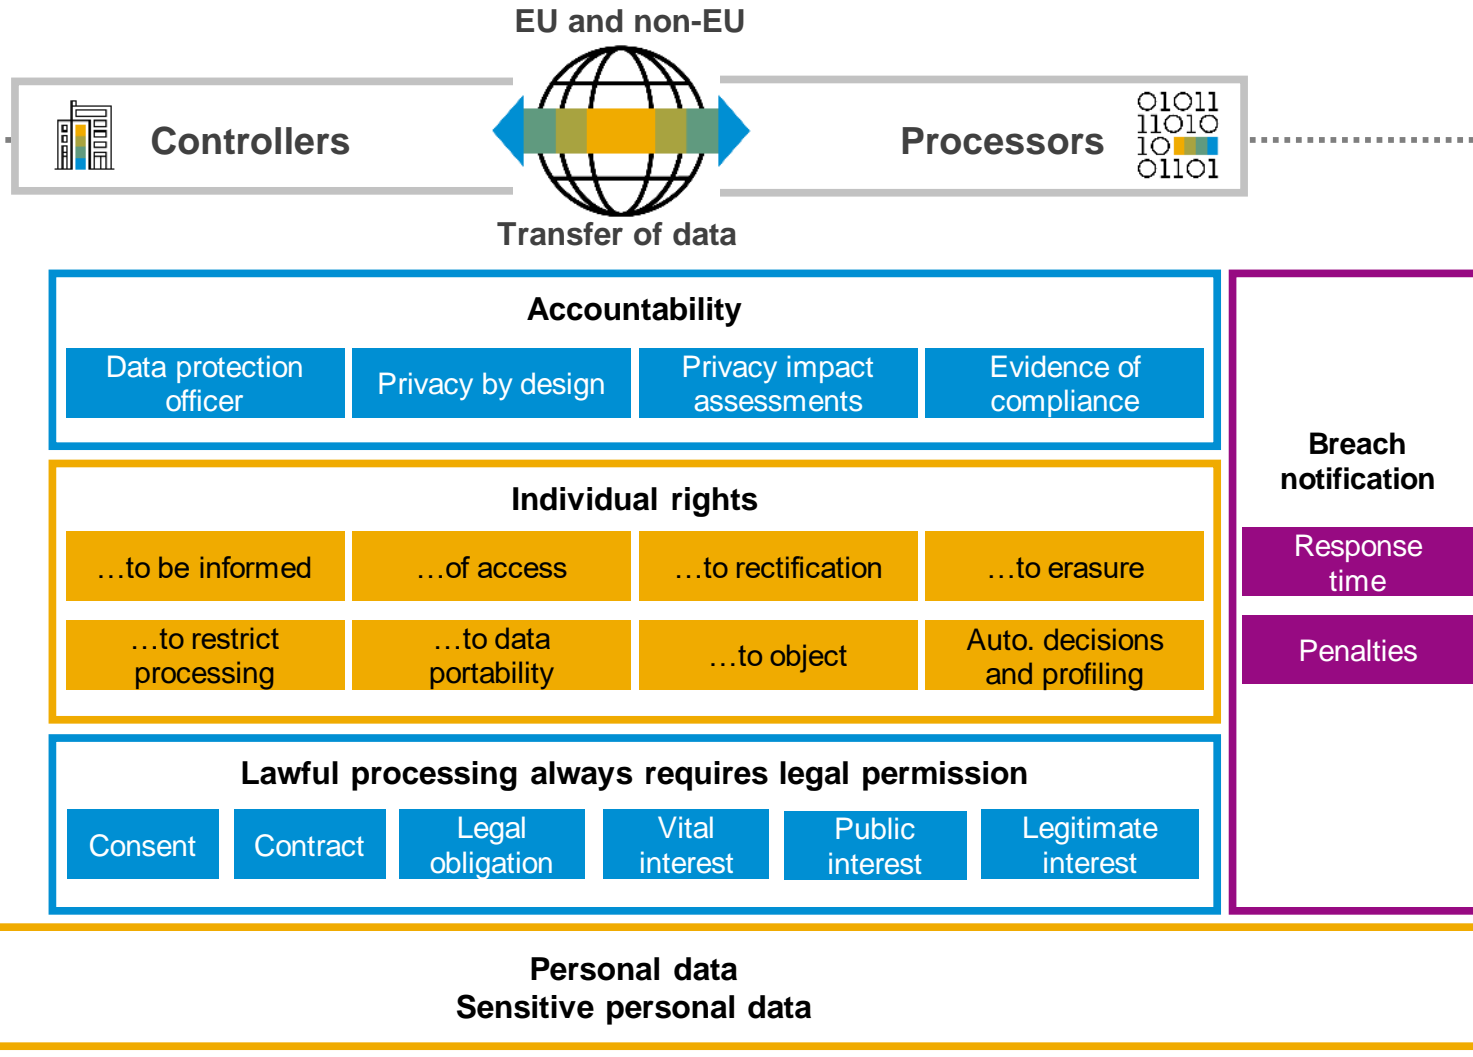 EU and non-EU
Controllers
Processors
01011
11010
10
01101
Transfer of data
Accountability
Data protection
officer
Privacy by design
Privacy impact
assessments
Evidence of
compliance
Individual rights
…to be informed
…of access
…to rectification
…to erasure
…to restrict
processing
…to data
portability
…to object
Auto. decisions
and profiling
Lawful processing always requires legal permission
Consent
Contract
Legal
obligation
Vital
interest
Public
interest
Legitimate
interest
Breach
notification
Response
time
Penalties
Personal data
Sensitive personal data